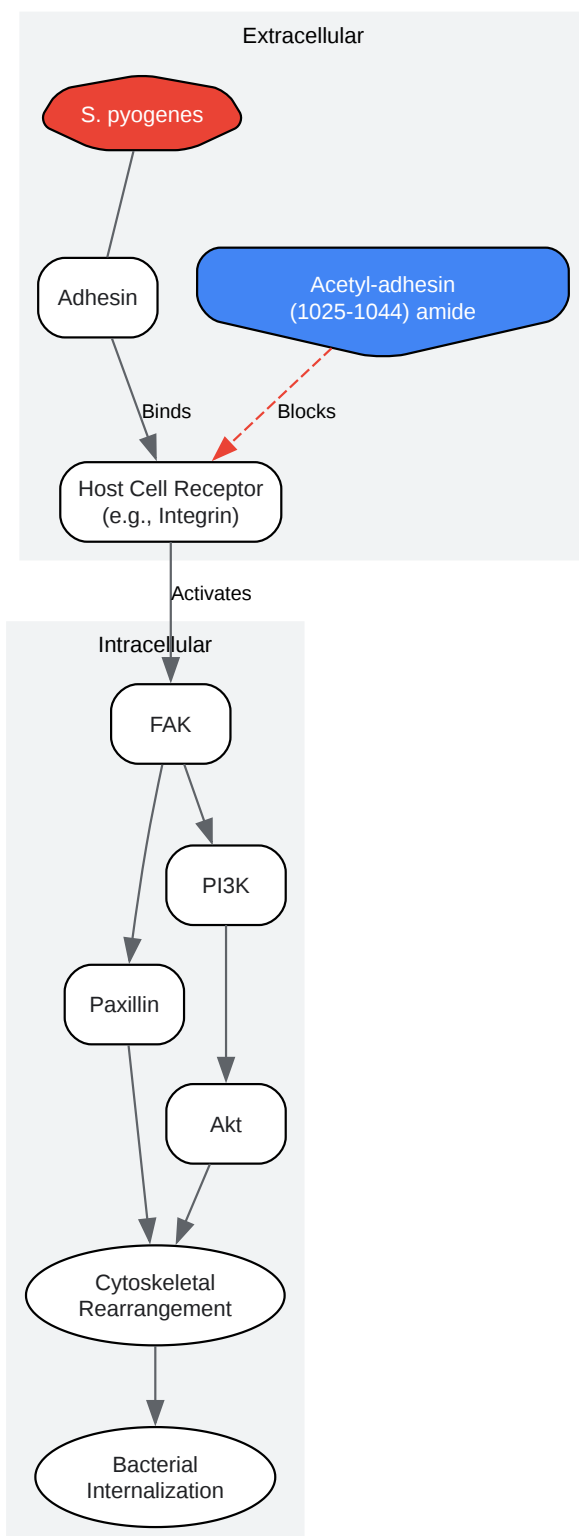 Extracellular
S. pyogenes
Adhesin
Acetyl-adhesin
(1025-1044) amide
Binds
Blocks
Host Cell Receptor
(e.g., Integrin)
Activates
Intracellular
FAK
PI3K
Paxillin
Akt
Cytoskeletal
Rearrangement
Bacterial
Internalization